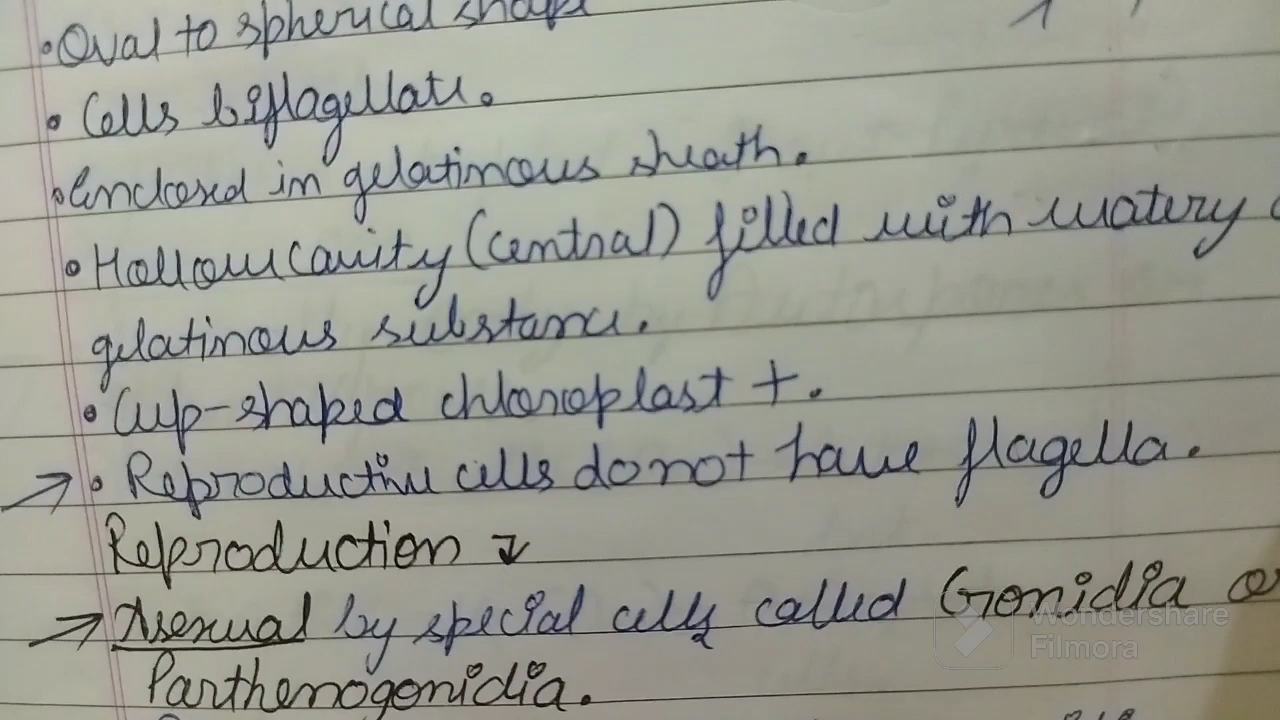 •Oval to spherical shape
• Cells biflagellate.
•Enclosed in gelatinous sheath.
• Hollow cavity (central) filled with watery
gelatinous substance.
• Cup-shaped chloroplast +.
→ • Reproductive cells do not have flagella.
Reproduction ↓
→ Asexual by special cells called Gonidia or
Parthenogonidia.
Wondershare
Filmora